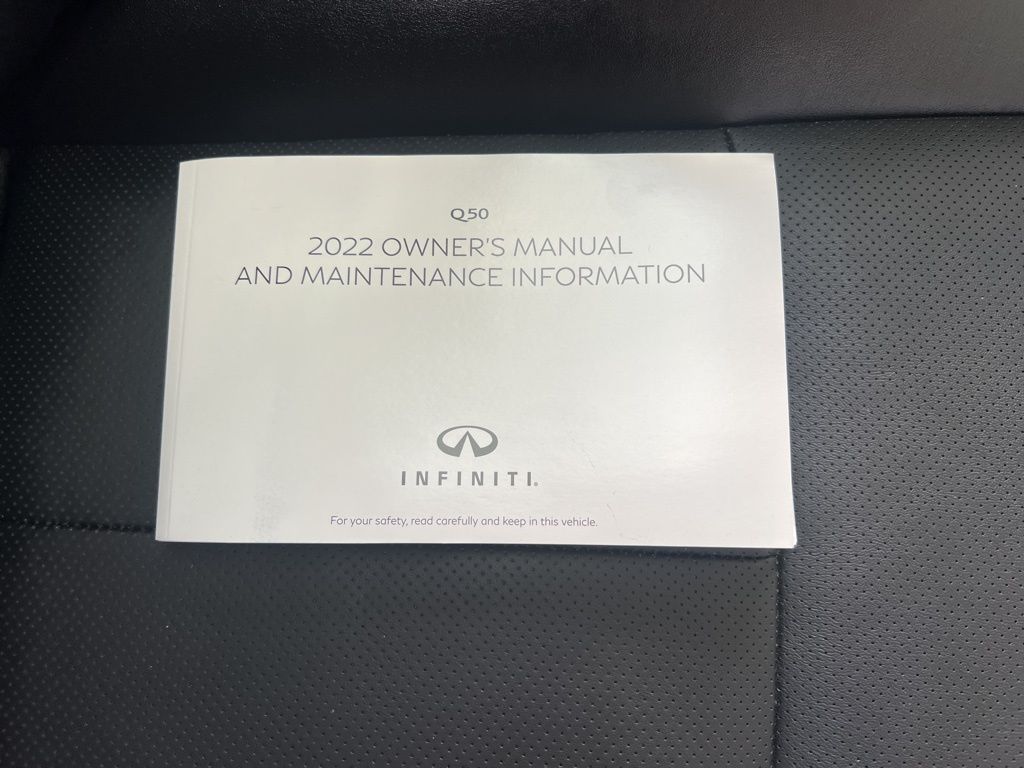 Q50
2022 OWNER'S MANUAL
AND MAINTENANCE INFORMATION
INFINITI®
For your safety, read carefully and keep in this vehicle.